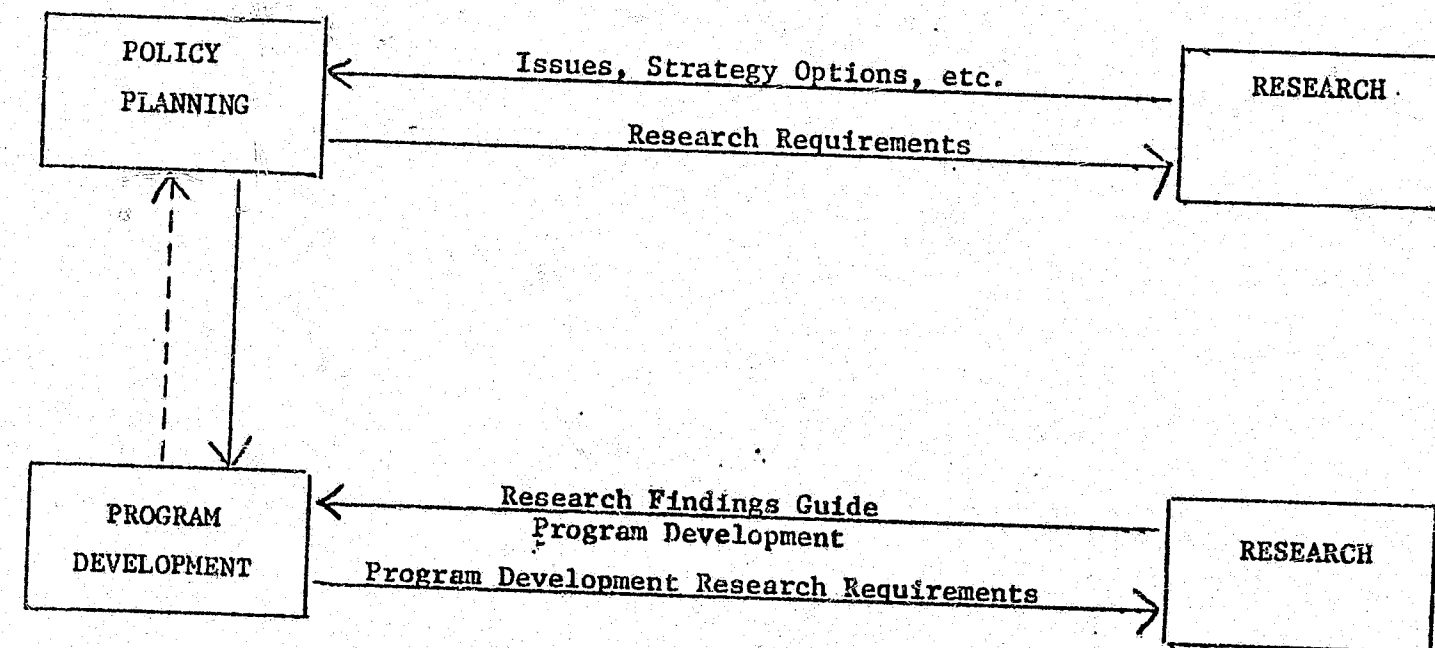 POLICY
PLANNING
Issues, Strategy Options, etc.
RESEARCH
Research Requirements
PROGRAM
DEVELOPMENT
Research Findings Guide
Program Development
RESEARCH
Program Development Research Requirements